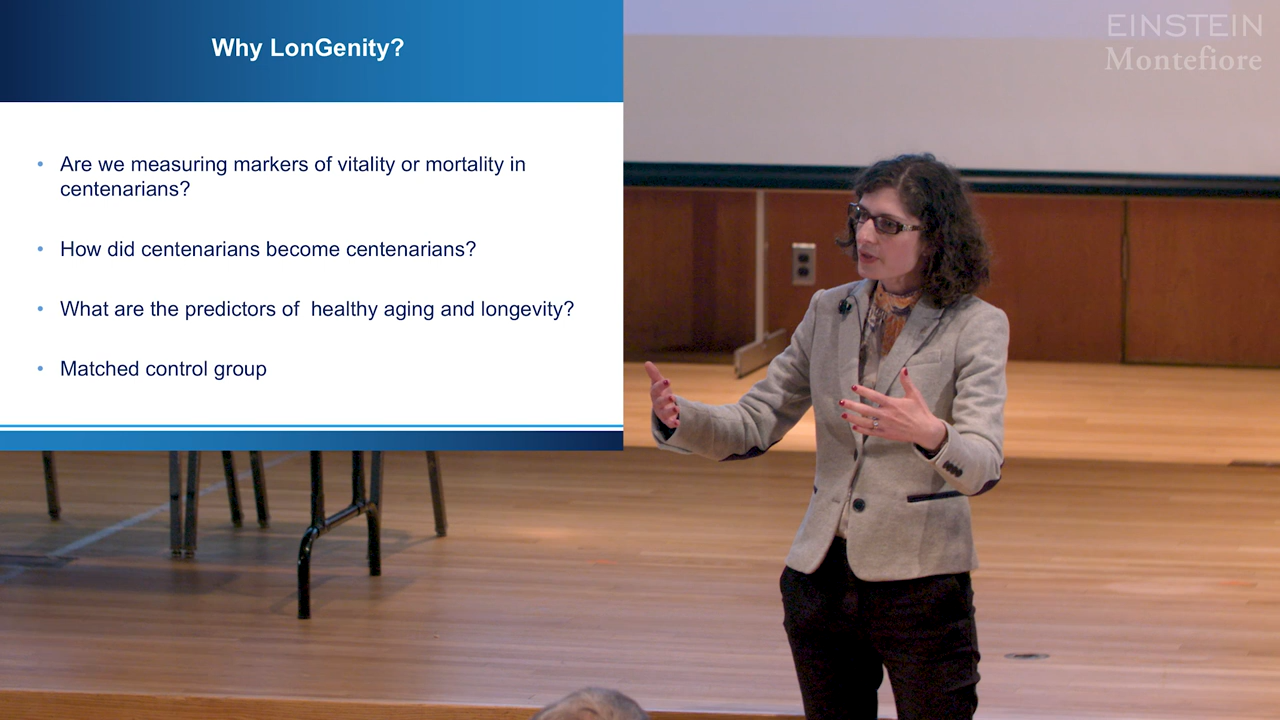 Why LonGenity?
• Are we measuring markers of vitality or mortality in
centenarians?
• How did centenarians become centenarians?
• What are the predictors of  healthy aging and longevity?
• Matched control group
EINSTEIN
Montefiore